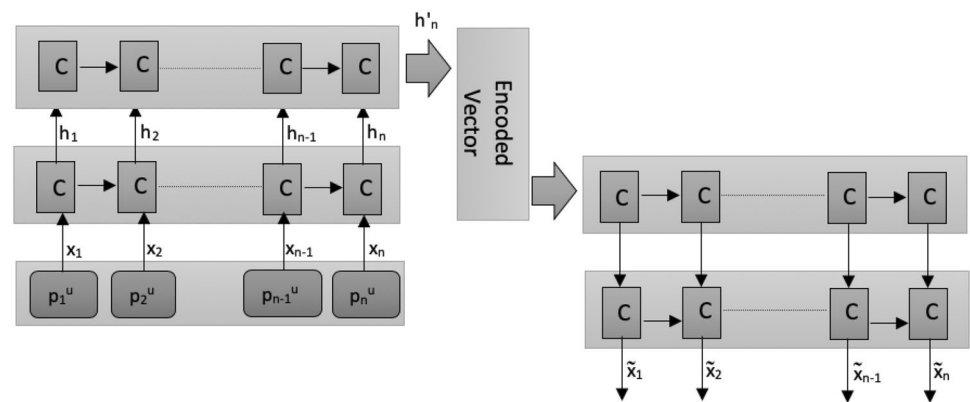 h'n
C C C C
Encoded
Vector
h1 h2 hn-1 hn
C C C C
C C C C
x1 x2 xn-1 xn
p1u p2u pn-1u pnu
C C C C
x̃1 x̃2 x̃n-1 x̃n